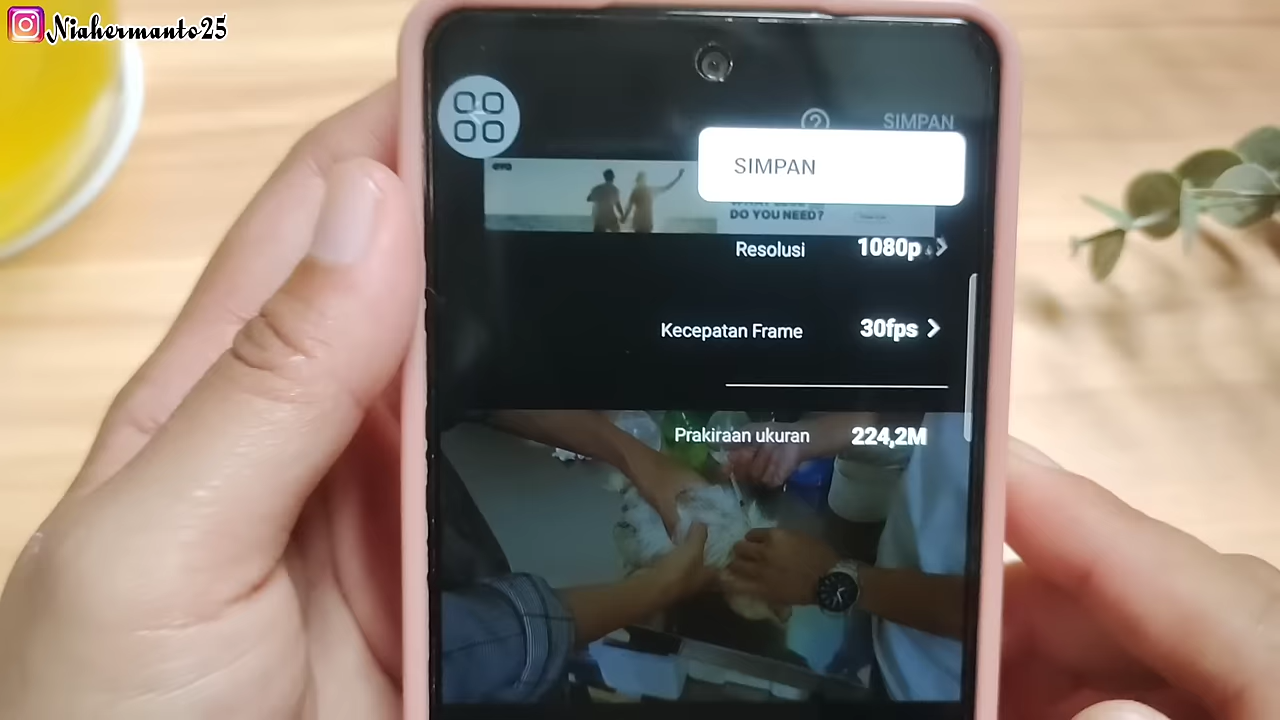 Niahermanto25
SIMPAN
SIMPAN
DO YOU NEED?
Resolusi 1080p
Kecepatan Frame 30fps
Prakiraan ukuran 224,2M